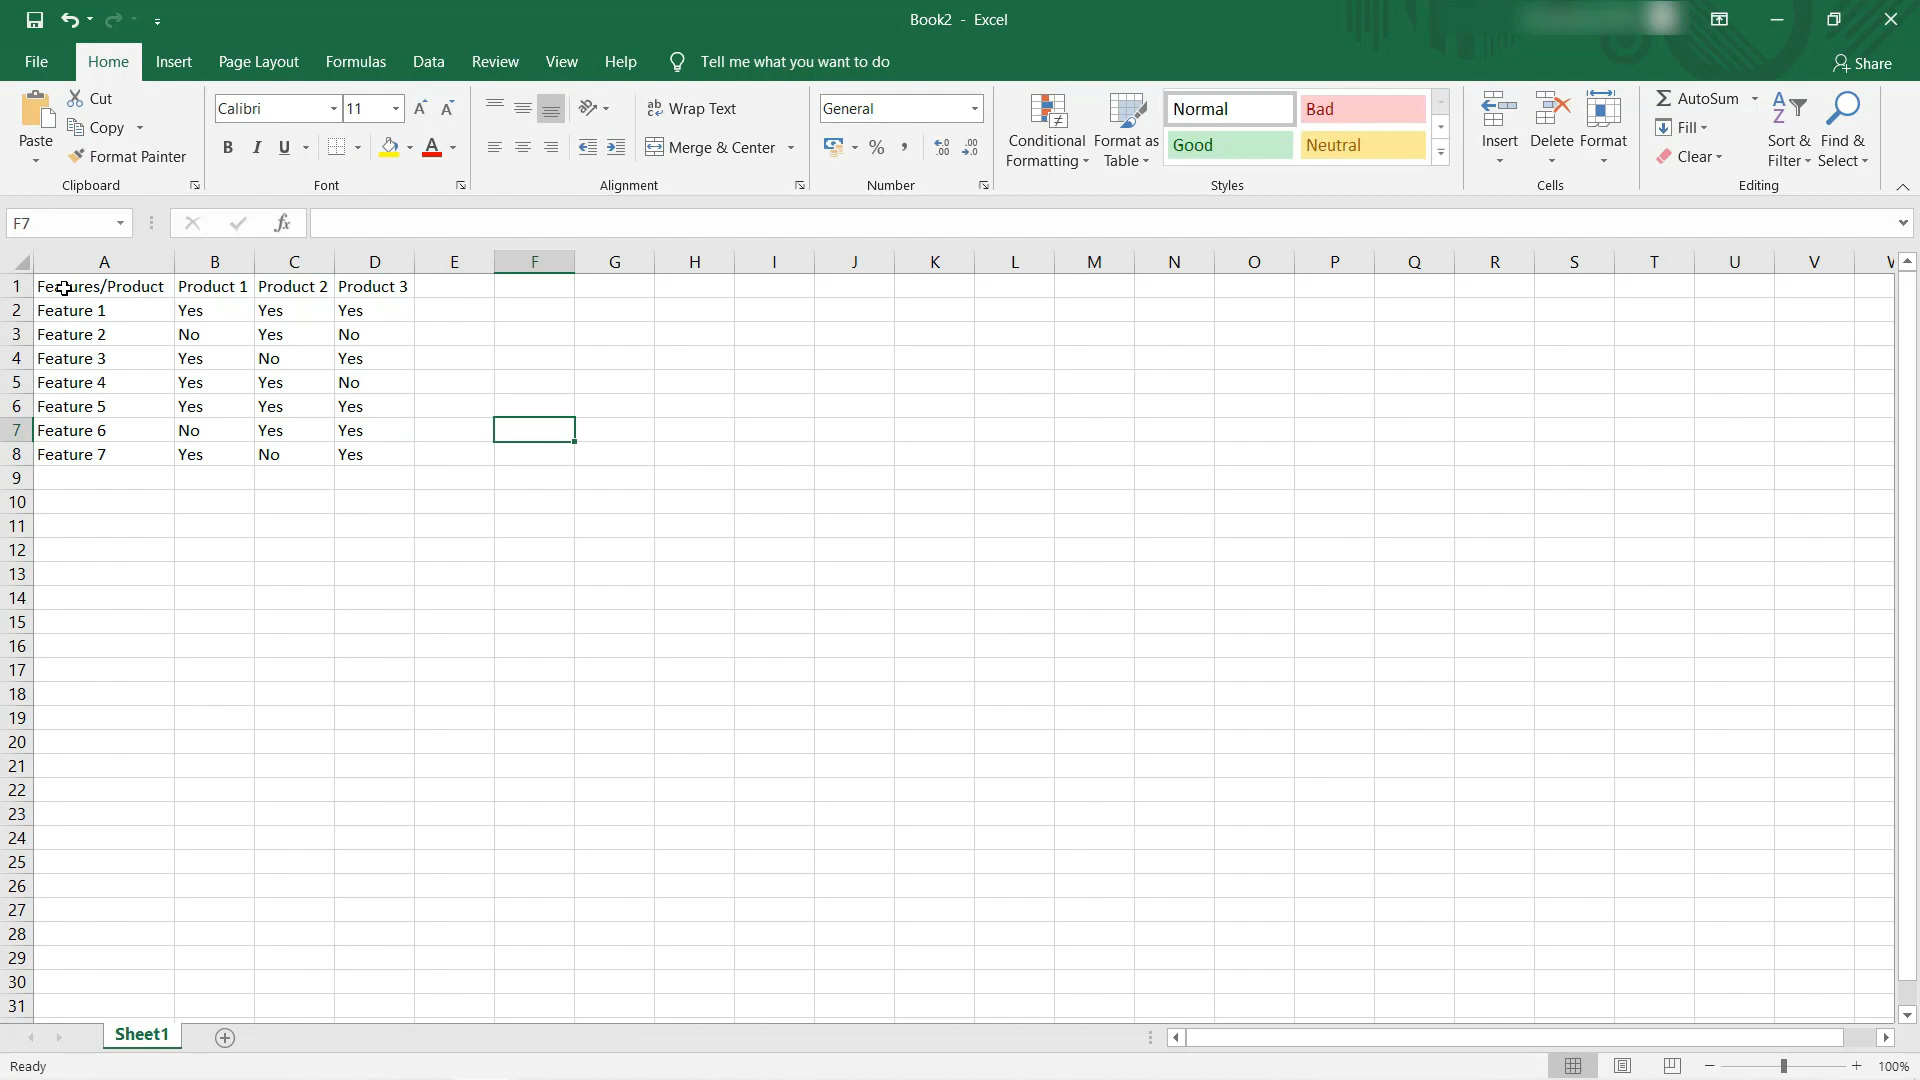 Book2 - Excel
File Home Insert Page Layout Formulas Data Review View Help Tell me what you want to do Share
Paste Cut Copy Format Painter Clipboard
Calibri 11 B I U A Font
ab Wrap Text Merge & Center Alignment
General % , Number
Conditional Formatting Format as Table Normal Bad Good Neutral Styles
Insert Delete Format Cells
AutoSum Fill Clear Sort & Filter Find & Select Editing
F7 fx
A B C D E F G H I J K L M N O P Q R S T U V
1 Features/Product Product 1 Product 2 Product 3
2 Feature 1 Yes Yes Yes
3 Feature 2 No Yes No
4 Feature 3 Yes No Yes
5 Feature 4 Yes Yes No
6 Feature 5 Yes Yes Yes
7 Feature 6 No Yes Yes
8 Feature 7 Yes No Yes
9
10
11
12
13
14
15
16
17
18
19
20
21
22
23
24
25
26
27
28
29
30
31
Sheet1
Ready 100%